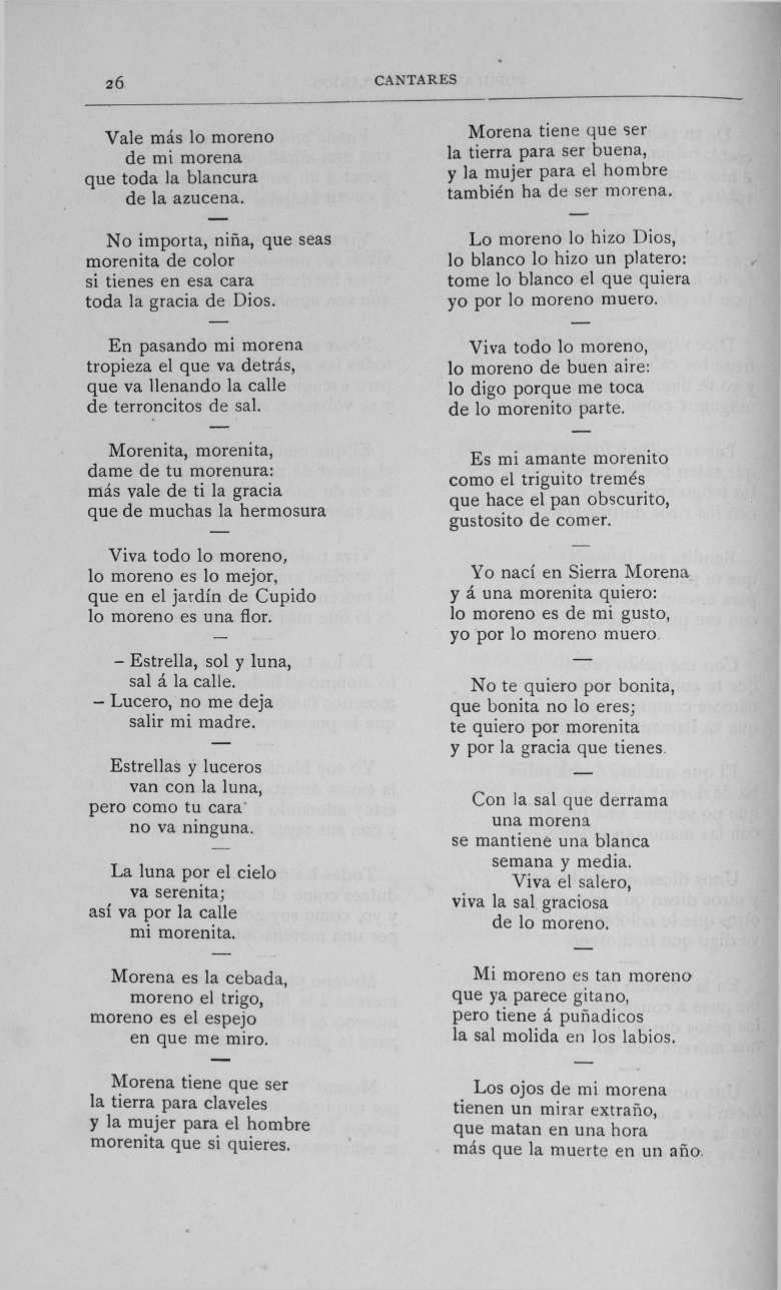 26
CANTARES
Vale más lo moreno
de mi morena
que toda la blancura
de la azucena.
No importa, niña, que seas
morenita de color
si tienes en esa cara
toda la gracia de Dios.
En pasando mi morena
tropieza el que va detrás,
que va llenando la calle
de terroncitos de sal.
Morenita, morenita,
dame de tu morenura:
más vale de ti la gracia
que de muchas la hermosura
Viva todo lo moreno,
lo moreno es lo mejor,
que en el jardín de Cupido
lo moreno es una flor.
– Estrella, sol y luna,
sal á la calle.
– Lucero, no me deja
salir mi madre.
Estrellas y luceros
van con la luna,
pero como tu cara
no va ninguna.
La luna por el cielo
va serenita;
así va por la calle
mi morenita.
Morena es la cebada,
moreno el trigo,
moreno es el espejo
en que me miro.
Morena tiene que ser
la tierra para claveles
y la mujer para el hombre
morenita que si quieres.
Morena tiene que ser
la tierra para ser buena,
y la mujer para el hombre
también ha de ser morena.
Lo moreno lo hizo Dios,
lo blanco lo hizo un platero:
tome lo blanco el que quiera
yo por lo moreno muero.
Viva todo lo moreno,
lo moreno de buen aire:
lo digo porque me toca
de lo morenito parte.
Es mi amante morenito
como el triguito tremés
que hace el pan obscurito,
gustosito de comer.
Yo nací en Sierra Morena
y á una morenita quiero:
lo moreno es de mi gusto,
yo por lo moreno muero
No te quiero por bonita,
que bonita no lo eres;
te quiero por morenita
y por la gracia que tienes.
Con la sal que derrama
una morena
se mantiene una blanca
semana y media.
Viva el salero,
viva la sal graciosa
de lo moreno.
Mi moreno es tan moreno
que ya parece gitano,
pero tiene á puñadicos
la sal molida en los labios.
Los ojos de mi morena
tienen un mirar extraño,
que matan en una hora
más que la muerte en un año.